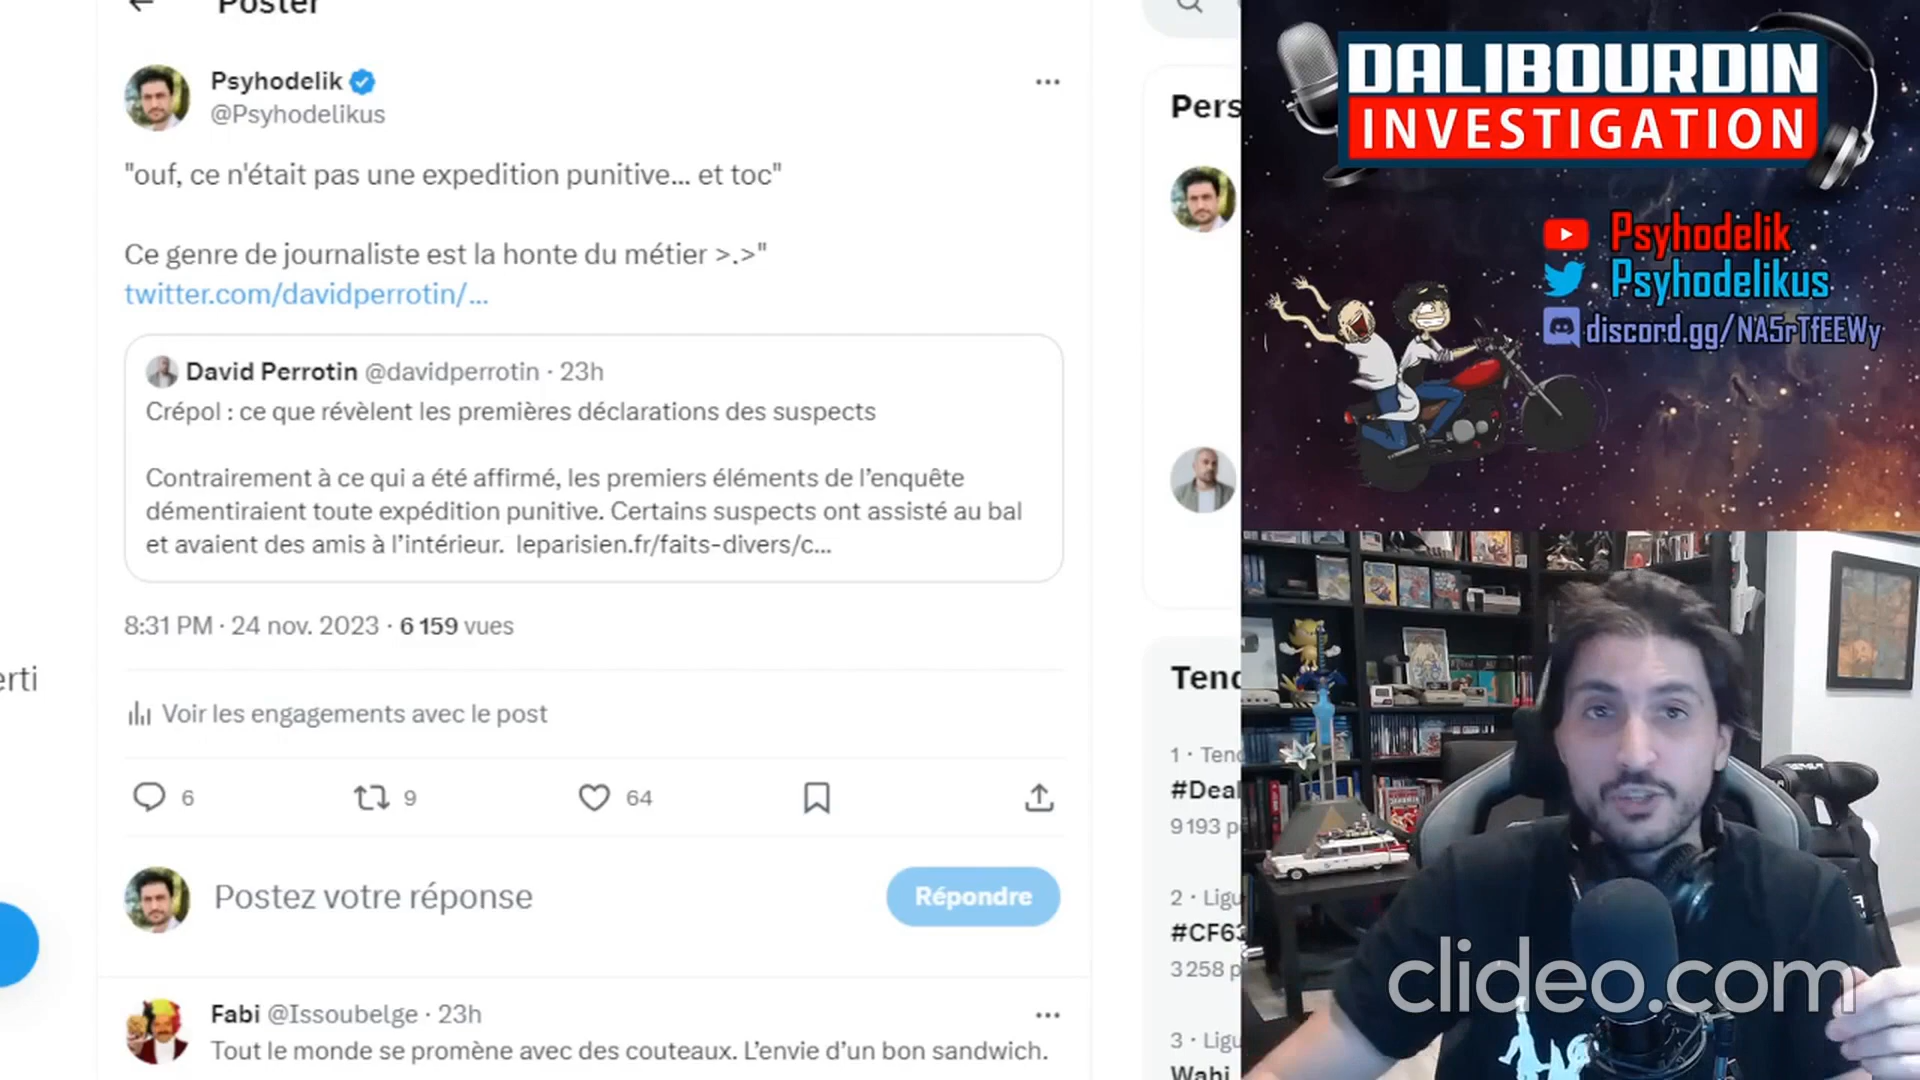 Poster
Psyhodelik
@Psyhodelikus
"ouf, ce n'était pas une expedition punitive... et toc"
Ce genre de journaliste est la honte du métier >.>"
twitter.com/davidperrotin/...
David Perrotin @davidperrotin · 23h
Crépol : ce que révèlent les premières déclarations des suspects
Contrairement à ce qui a été affirmé, les premiers éléments de l'enquête
démentiraient toute expédition punitive. Certains suspects ont assisté au bal
et avaient des amis à l'intérieur. leparisien.fr/faits-divers/c...
8:31 PM · 24 nov. 2023 · 6 159 vues
erti
Voir les engagements avec le post
6 9 64
Postez votre réponse
Répondre
Fabi @Issoubelge · 23h
Tout le monde se promène avec des couteaux. L'envie d'un bon sandwich.
Pers
Tend
1 · Tend
#Deal
9 193 p
2 · Ligu
#CF63
3 258 p
3 · Ligu
Wahi
DALIBOURDIN
INVESTIGATION
Psyhodelik
Psyhodelikus
discord.gg/NA5rTfEEWy
clideo.com